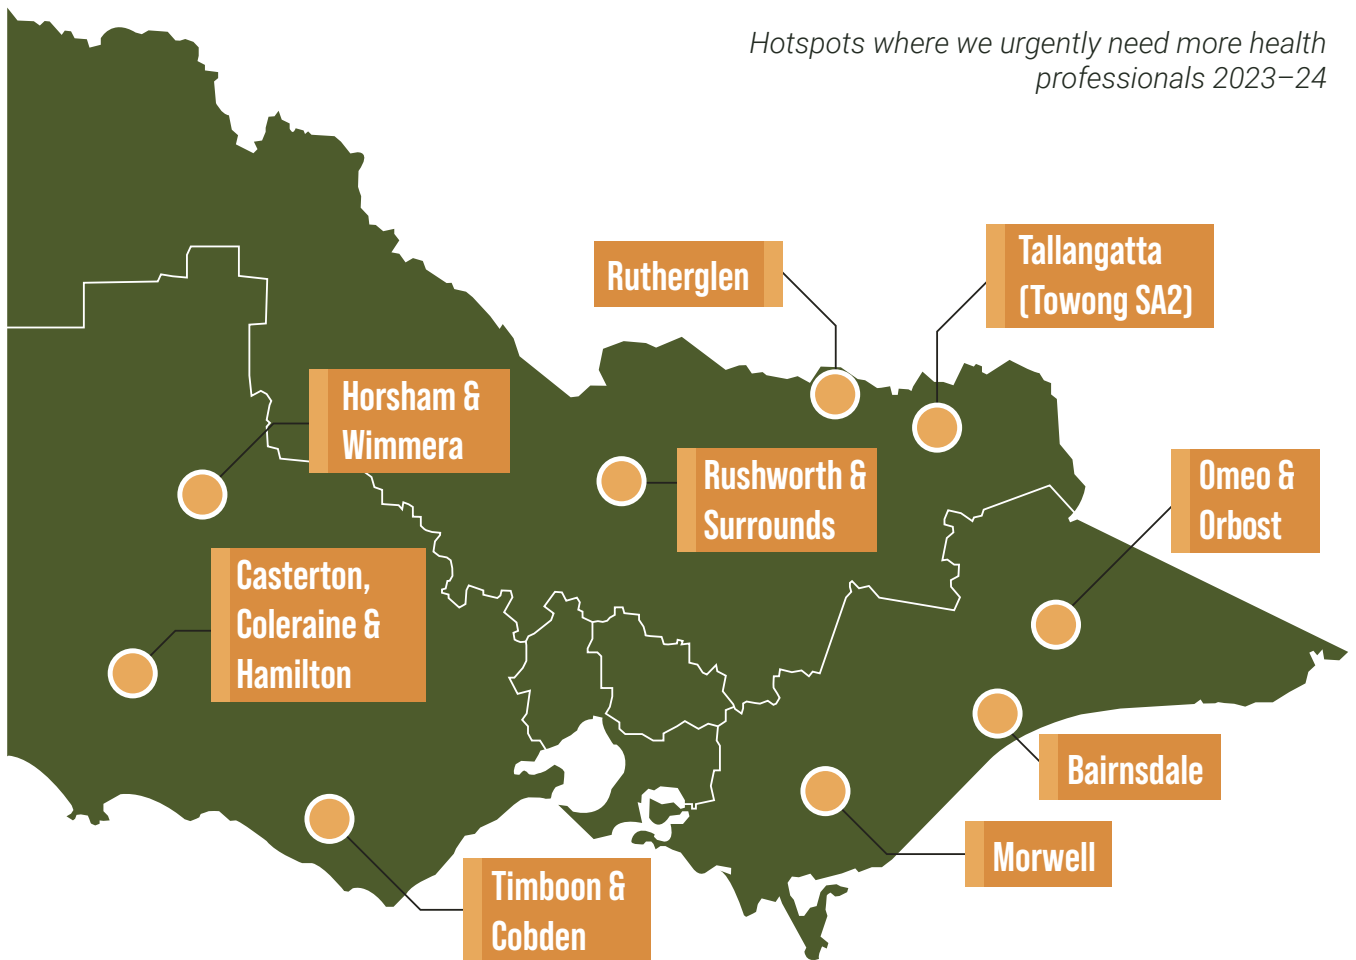 Hotspots where we urgently need more health
professionals 2023–24
Rutherglen
Tallangatta
(Towong SA2)
Horsham &
Wimmera
Rushworth &
Surrounds
Omeo &
Orbost
Casterton,
Coleraine &
Hamilton
Bairnsdale
Morwell
Timboon &
Cobden